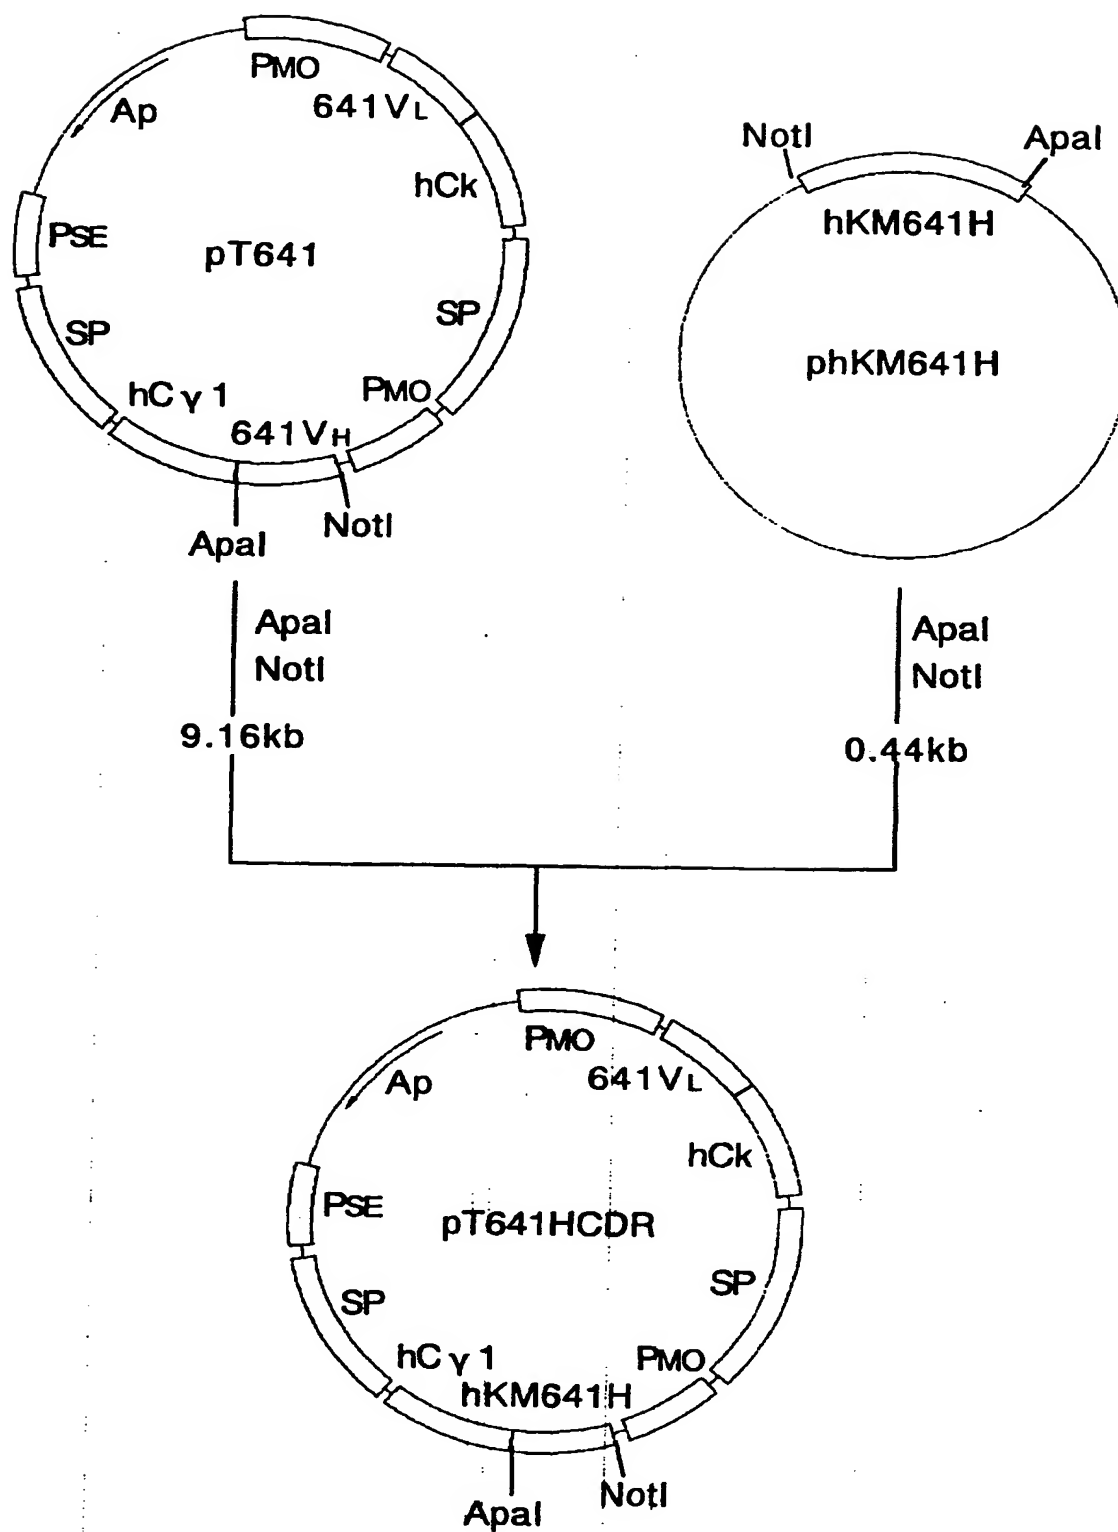 PMO
641VL
Ap
hCk
PSE
pT641
SP
SP
hCγ1
PMO
641VH
NotI
ApaI
NotI
ApaI
hKM641H
phKM641H
ApaI
NotI
9.16kb
ApaI
NotI
0.44kb
PMO
641VL
Ap
hCk
PSE
pT641HCDR
SP
SP
hCγ1
PMO
hKM641H
NotI
ApaI